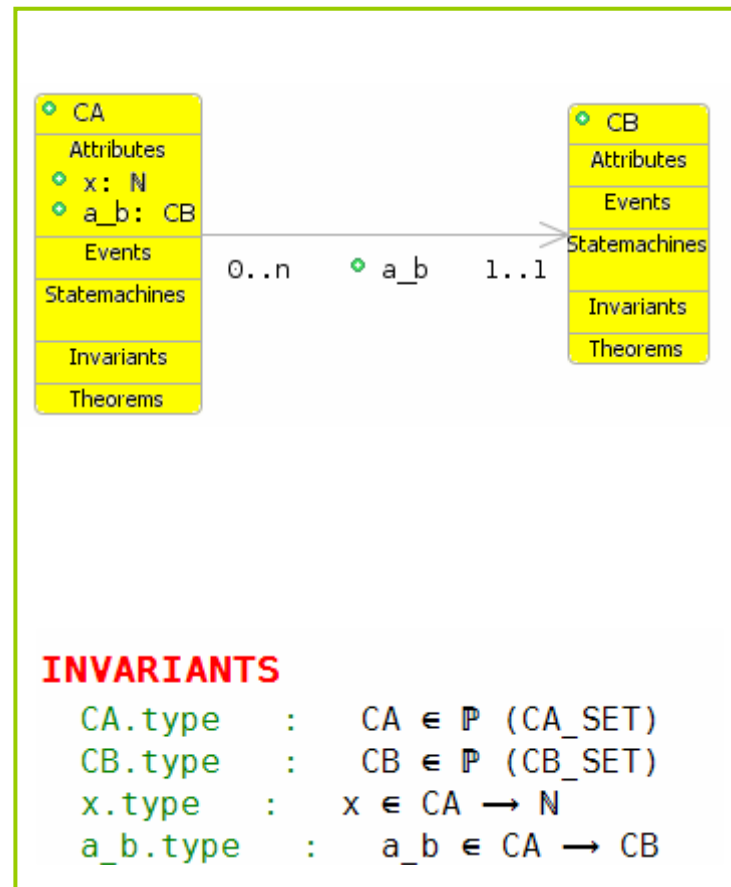 CA
Attributes
x: ℕ
a_b: CB
Events
Statemachines
Invariants
Theorems
0..n a_b 1..1
CB
Attributes
Events
Statemachines
Invariants
Theorems
INVARIANTS
CA.type : CA ∈ ℙ (CA_SET)
CB.type : CB ∈ ℙ (CB_SET)
x.type : x ∈ CA → ℕ
a_b.type : a_b ∈ CA → CB